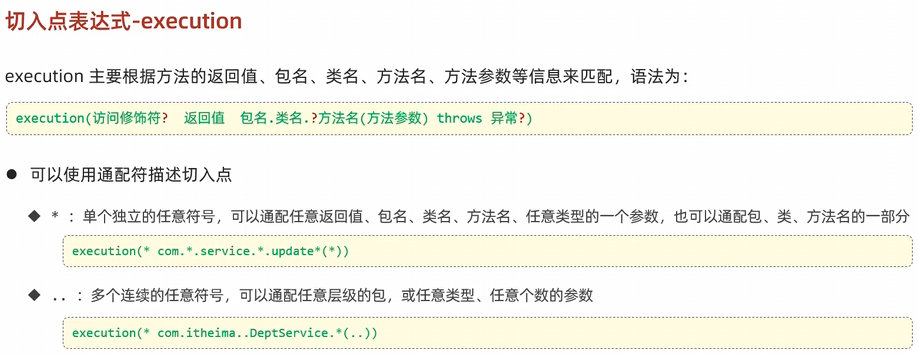 切入点表达式-execution
execution 主要根据方法的返回值、包名、类名、方法名、方法参数等信息来匹配，语法为：
execution(访问修饰符? 返回值 包名.类名.?方法名(方法参数) throws 异常?)
● 可以使用通配符描述切入点
◆ * ：单个独立的任意符号，可以通配任意返回值、包名、类名、方法名、任意类型的一个参数，也可以通配包、类、方法名的一部分
execution(* com.*.service.*.update*(*))
◆ .. ：多个连续的任意符号，可以通配任意层级的包，或任意类型、任意个数的参数
execution(* com.itheima..DeptService.*(..))